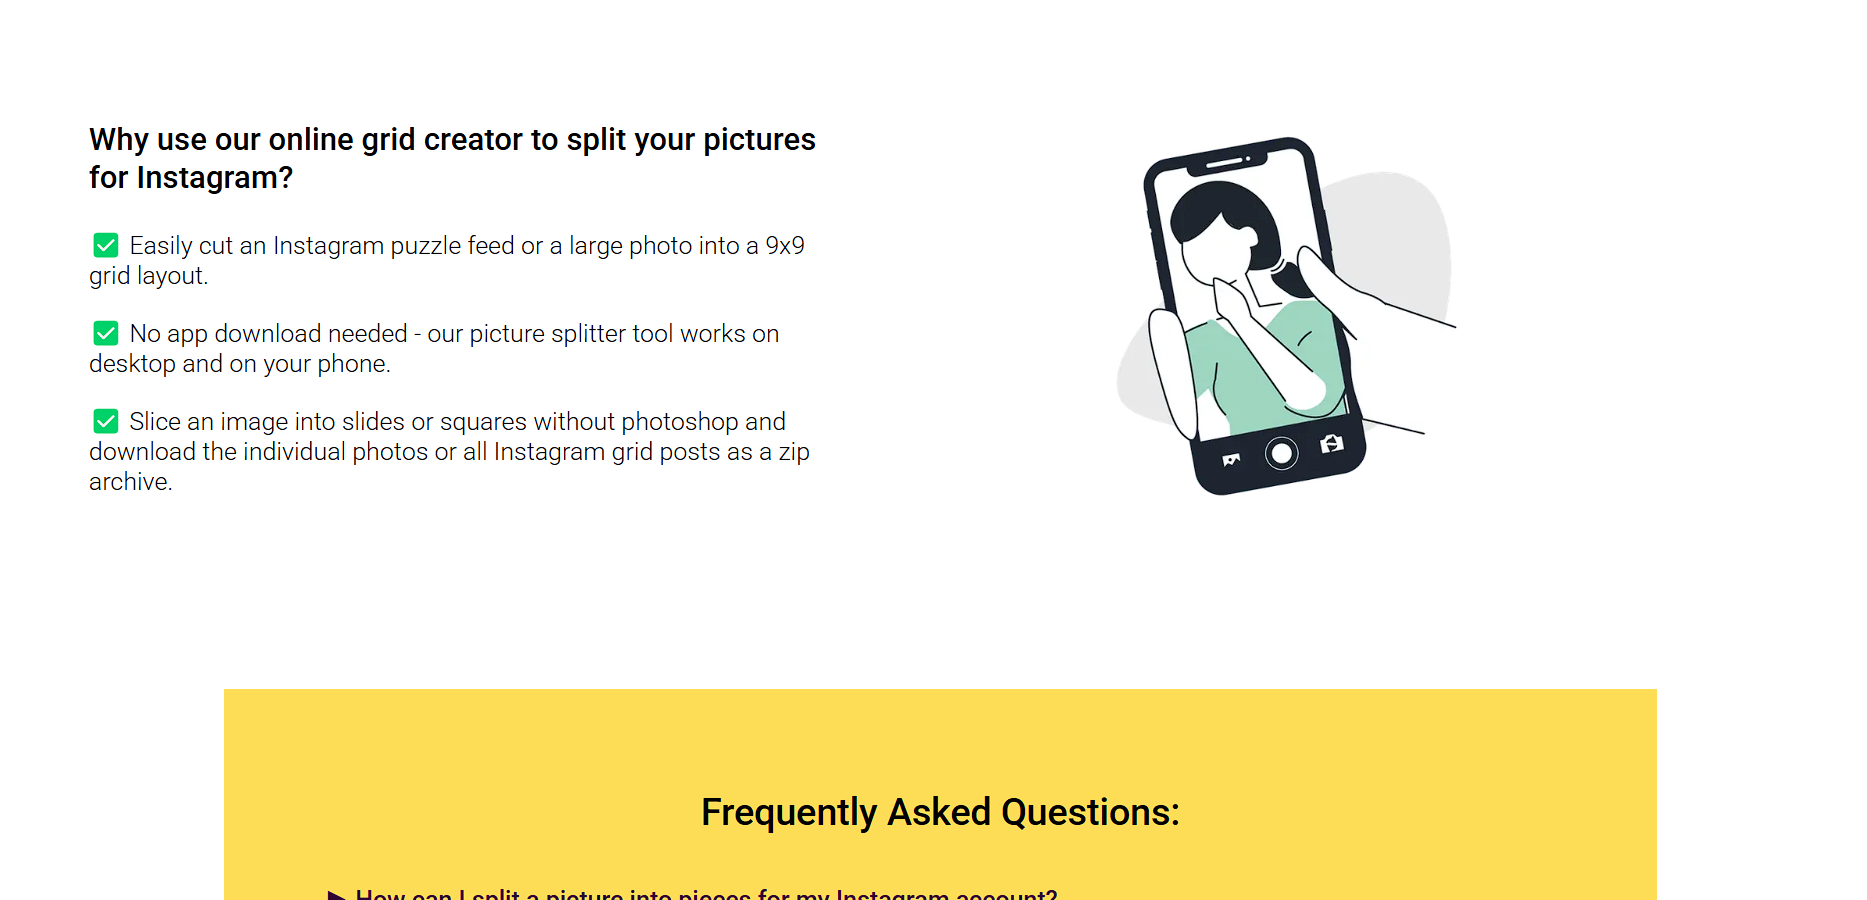 Why use our online grid creator to split your pictures
for Instagram?
✅ Easily cut an Instagram puzzle feed or a large photo into a 9x9
grid layout.
✅ No app download needed - our picture splitter tool works on
desktop and on your phone.
✅ Slice an image into slides or squares without photoshop and
download the individual photos or all Instagram grid posts as a zip
archive.
Frequently Asked Questions:
▶ How can I split a picture into pieces for my Instagram account?